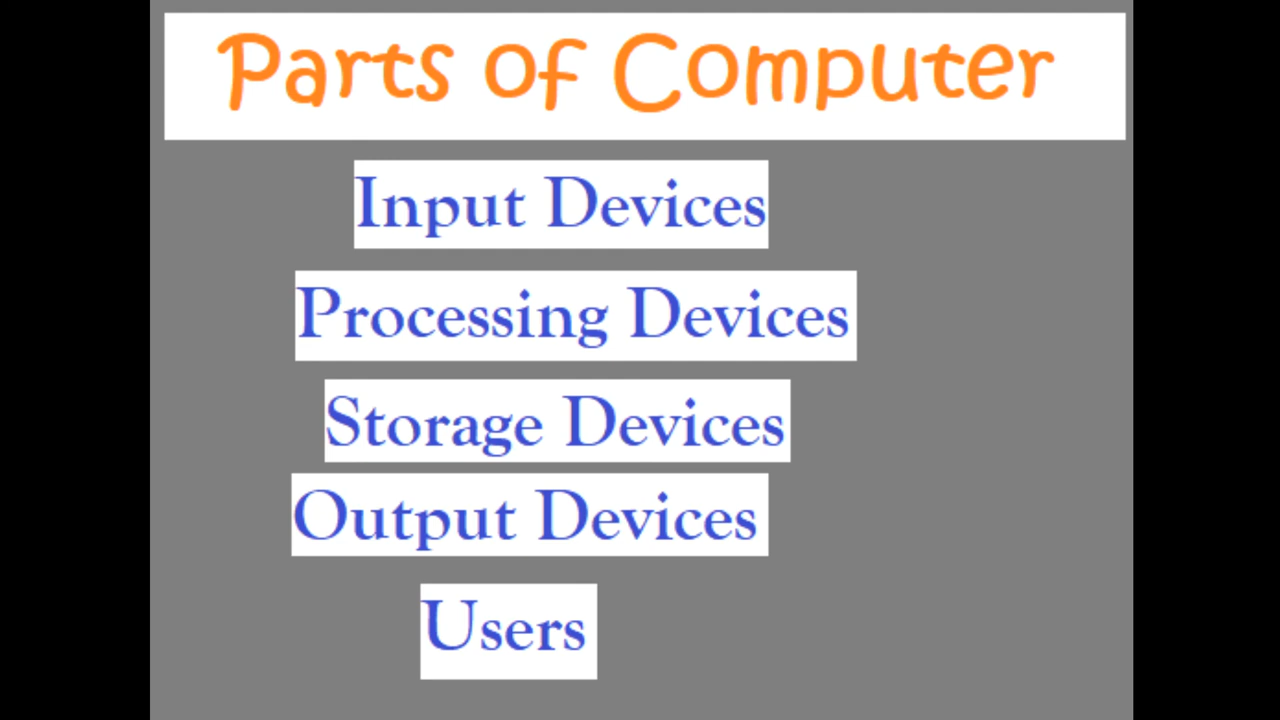 Parts of Computer
Input Devices
Processing Devices
Storage Devices
Output Devices
Users